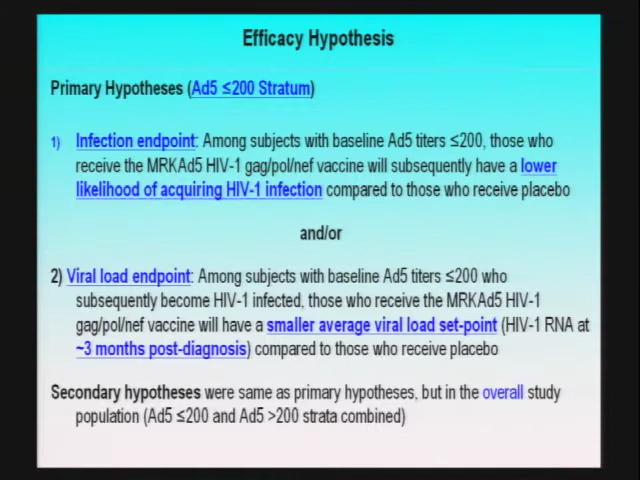 Efficacy Hypothesis
Primary Hypotheses (Ad5 ≤200 Stratum)
1) Infection endpoint: Among subjects with baseline Ad5 titers ≤200, those who
receive the MRKAd5 HIV-1 gag/pol/nef vaccine will subsequently have a lower
likelihood of acquiring HIV-1 infection compared to those who receive placebo
and/or
2) Viral load endpoint: Among subjects with baseline Ad5 titers ≤200 who
subsequently become HIV-1 infected, those who receive the MRKAd5 HIV-1
gag/pol/nef vaccine will have a smaller average viral load set-point (HIV-1 RNA at
~3 months post-diagnosis) compared to those who receive placebo
Secondary hypotheses were same as primary hypotheses, but in the overall study
population (Ad5 ≤200 and Ad5 >200 strata combined)